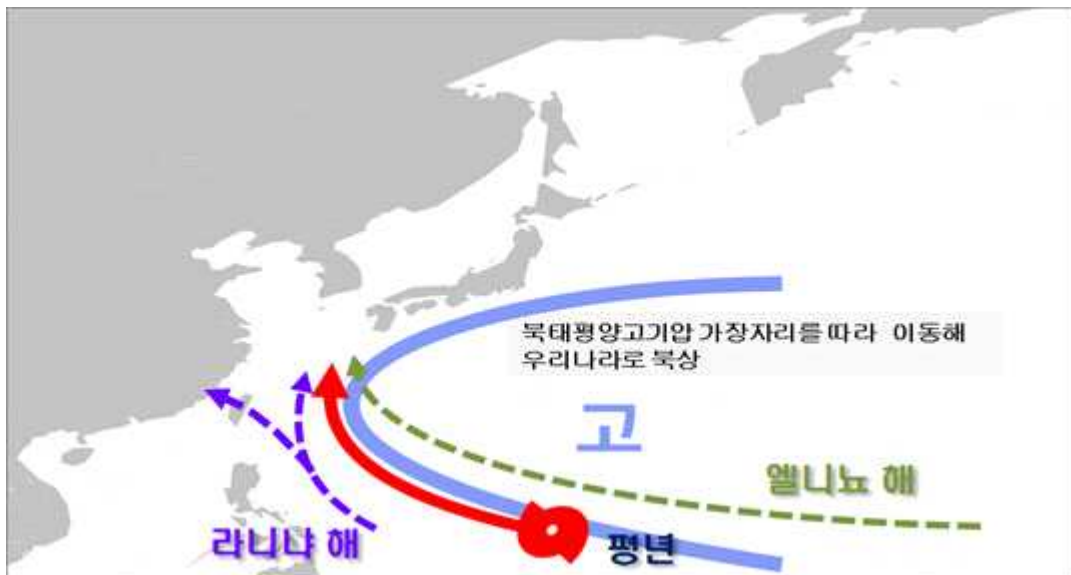 북태평양고기압 가장자리를 따라 이동해
우리나라로 북상
고
엘니뇨 해
라니냐 해
평년